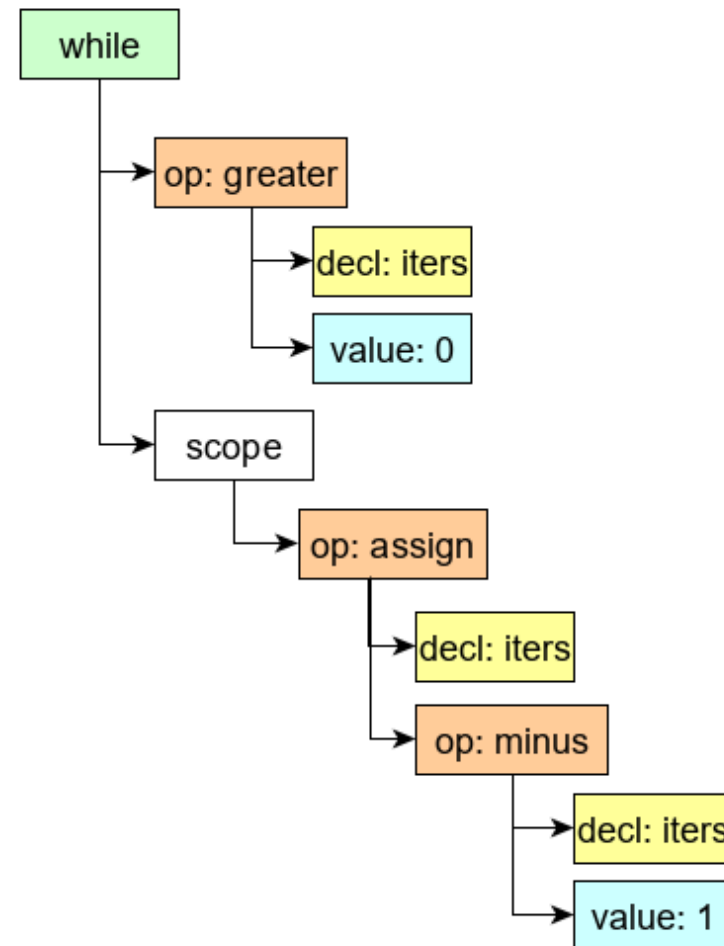 while
op: greater
decl: iters
value: 0
scope
op: assign
decl: iters
op: minus
decl: iters
value: 1